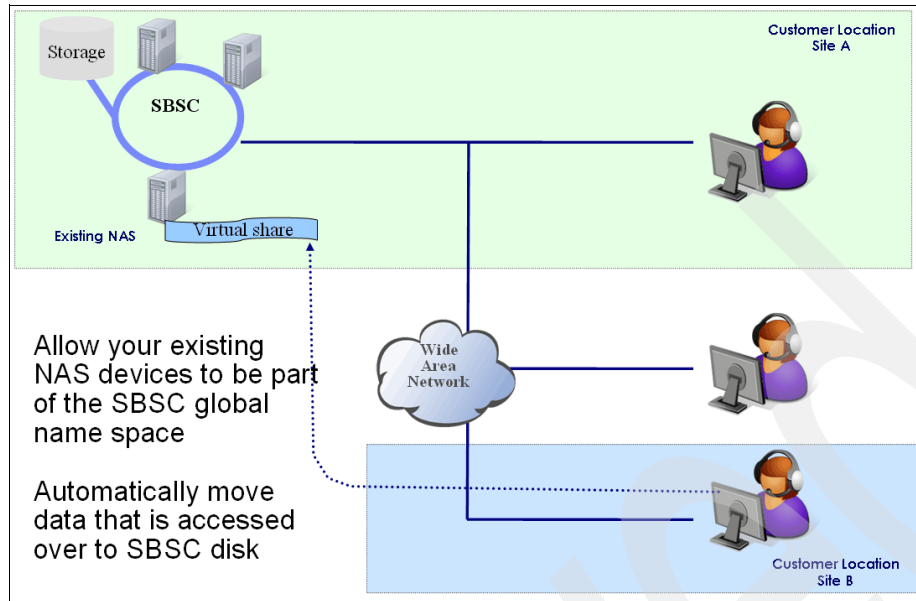 Customer Location
Site A
Storage
SBSC
Existing NAS
Virtual share
Wide
Area
Network
Allow your existing
NAS devices to be part
of the SBSC global
name space
Automatically move
data that is accessed
over to SBSC disk
Customer Location
Site B